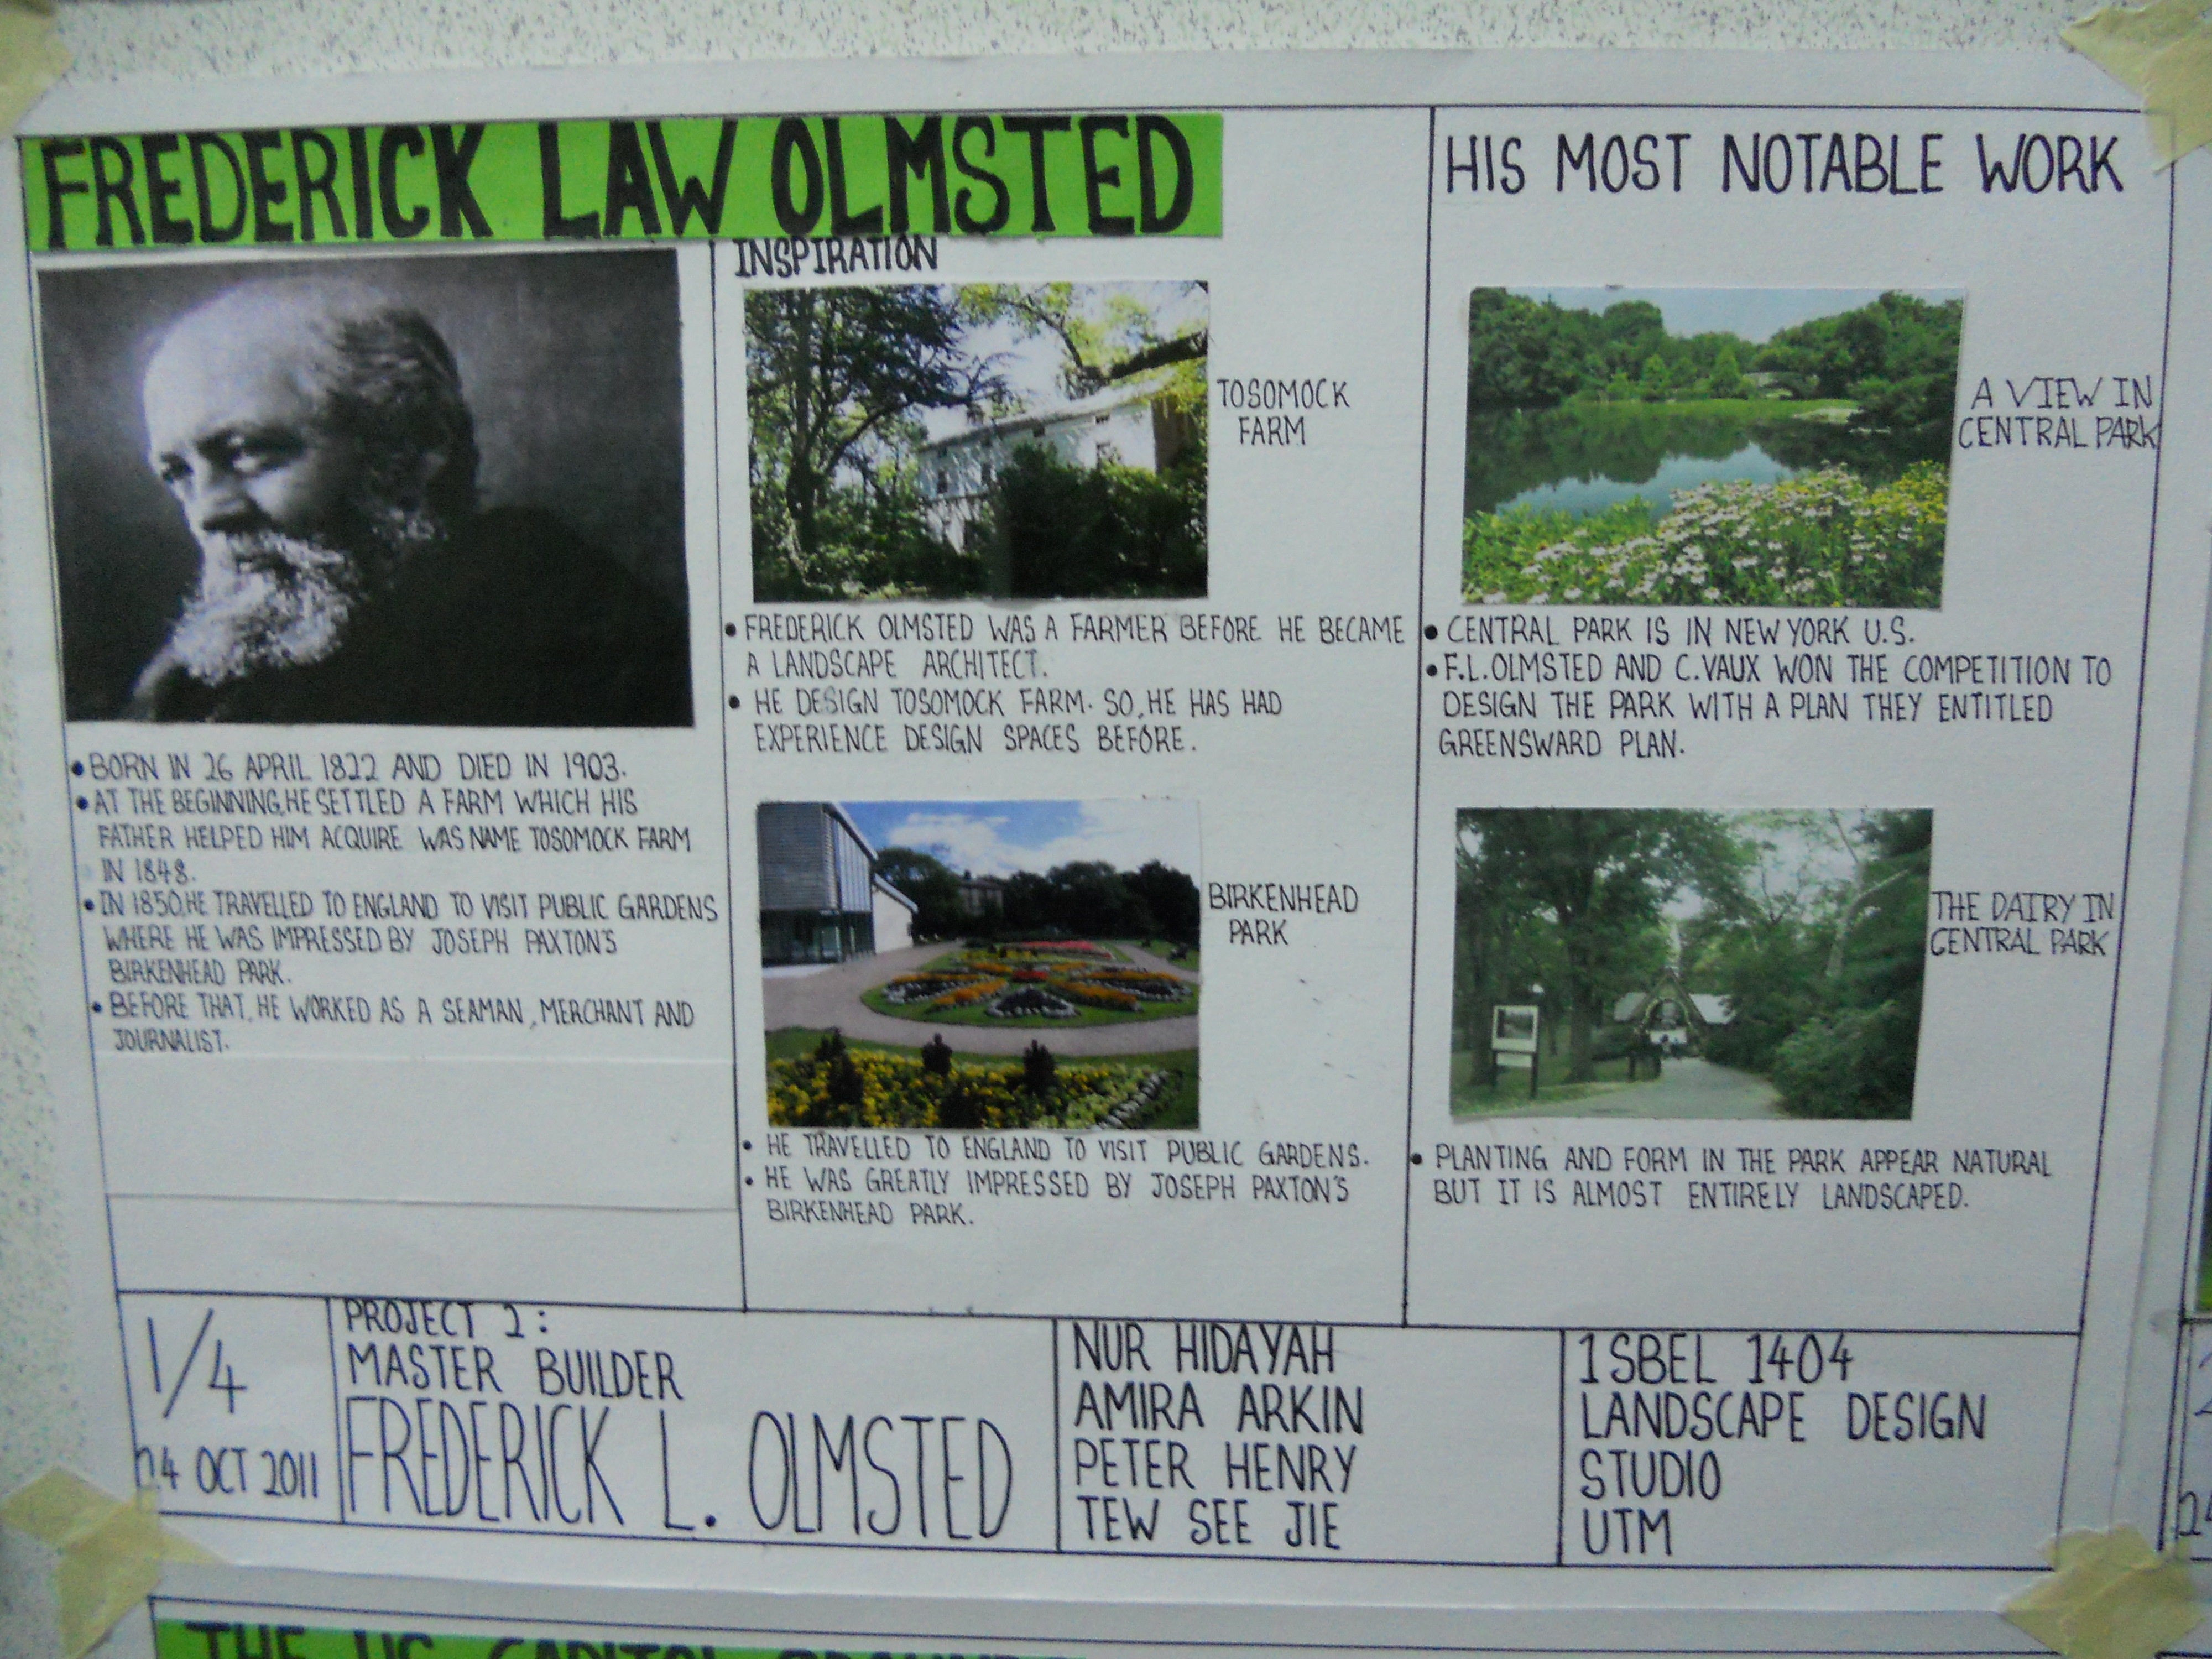 FREDERICK LAW OLMSTED
BORN IN 26 APRIL 1822 AND DIED IN 1903.
AT THE BEGINNING, HE SETTLED A FARM WHICH HIS
FATHER HELPED HIM ACQUIRE WAS NAME TOSOMOCK FARM
IN 1848.
IN 1850, HE TRAVELLED TO ENGLAND TO VISIT PUBLIC GARDENS
WHERE HE WAS IMPRESSED BY JOSEPH PAXTON'S
BIRKENHEAD PARK.
BEFORE THAT, HE WORKED AS A SEAMAN, MERCHANT AND
JOURNALIST.
INSPIRATION
TOSOMOCK
FARM
FREDERICK OLMSTED WAS A FARMER BEFORE HE BECAME
A LANDSCAPE ARCHITECT.
HE DESIGN TOSOMOCK FARM. SO, HE HAS HAD
EXPERIENCE DESIGN SPACES BEFORE.
BIRKENHEAD
PARK
HE TRAVELLED TO ENGLAND TO VISIT PUBLIC GARDENS.
HE WAS GREATLY IMPRESSED BY JOSEPH PAXTON'S
BIRKENHEAD PARK.
HIS MOST NOTABLE WORK
A VIEW IN
CENTRAL PARK
CENTRAL PARK IS IN NEW YORK U.S.
F.L.OLMSTED AND C.VAUX WON THE COMPETITION TO
DESIGN THE PARK WITH A PLAN THEY ENTITLED
GREENSWARD PLAN.
THE DAIRY IN
CENTRAL PARK
PLANTING AND FORM IN THE PARK APPEAR NATURAL
BUT IT IS ALMOST ENTIRELY LANDSCAPED.
1/4
24 OCT 2011
PROJECT 2:
MASTER BUILDER
FREDERICK L. OLMSTED
NUR HIDAYAH
AMIRA ARKIN
PETER HENRY
TEW SEE JIE
1SBEL 1404
LANDSCAPE DESIGN
STUDIO
UTM
THE US CAPITOL